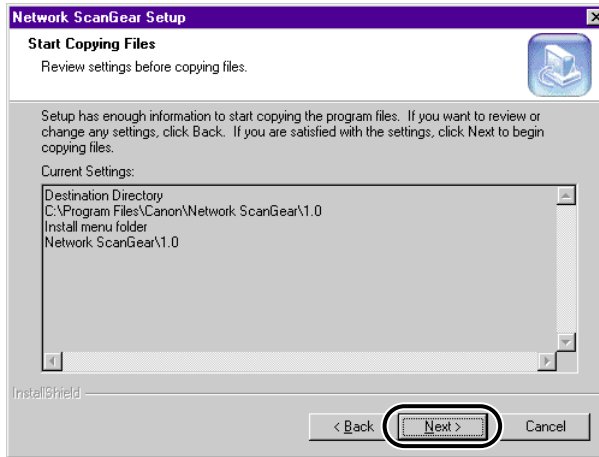 Network ScanGear Setup
Start Copying Files
Review settings before copying files.
Setup has enough information to start copying the program files.  If you want to review or
change any settings, click Back.  If you are satisfied with the settings, click Next to begin
copying files.
Current Settings:
Destination Directory
C:\Program Files\Canon\Network ScanGear\1.0
Install menu folder
Network ScanGear\1.0
InstallShield
< Back
Next >
Cancel